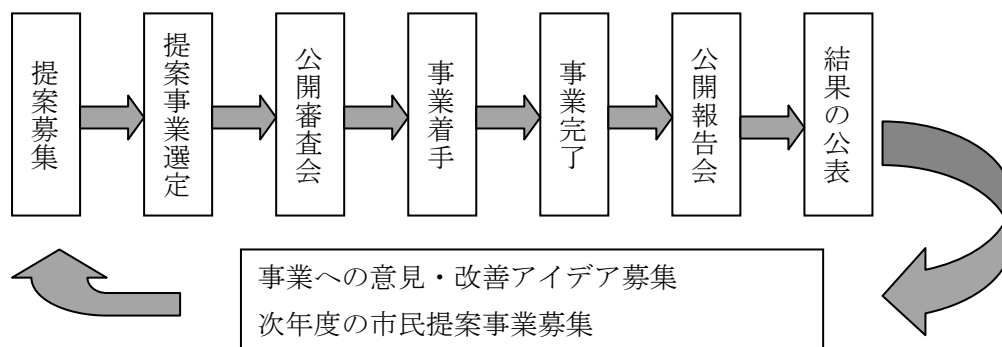 提案募集
提案事業選定
公開審査会
事業着手
事業完了
公開報告会
結果の公表
事業への意見・改善アイデア募集
次年度の市民提案事業募集